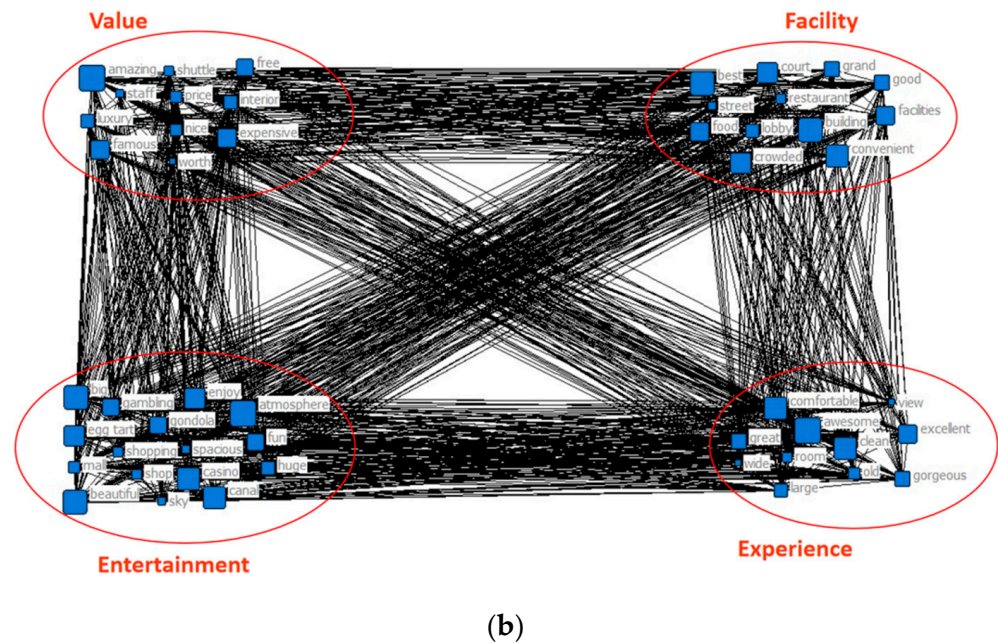 Value
Facility
amazing
shuttle
free
staff
price
interior
luxury
nice
expensive
famous
worth
best
court
grand
good
street
restaurant
facilities
food
lobby
building
crowded
convenient
big
gambling
enjoy
atmosphere
gondola
egg tart
fun
shopping
spacious
mall
shop
casino
huge
beautiful
sky
canal
comfortable
view
awesome
excellent
great
clean
wide
room
old
gorgeous
large
Entertainment
Experience
(b)